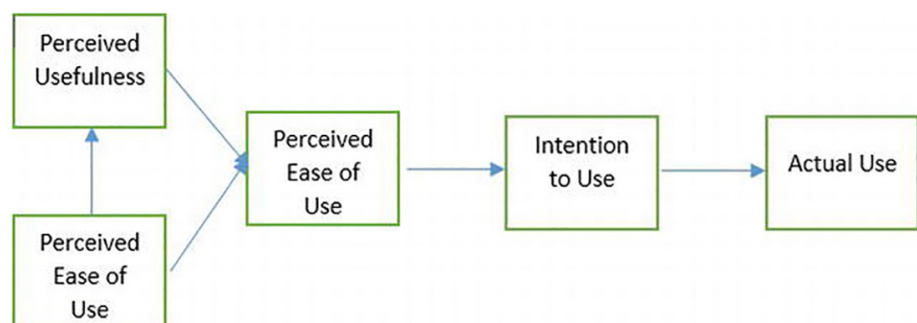 Perceived
Usefulness
Perceived
Ease of
Use
Perceived
Ease of
Use
Intention
to Use
Actual Use